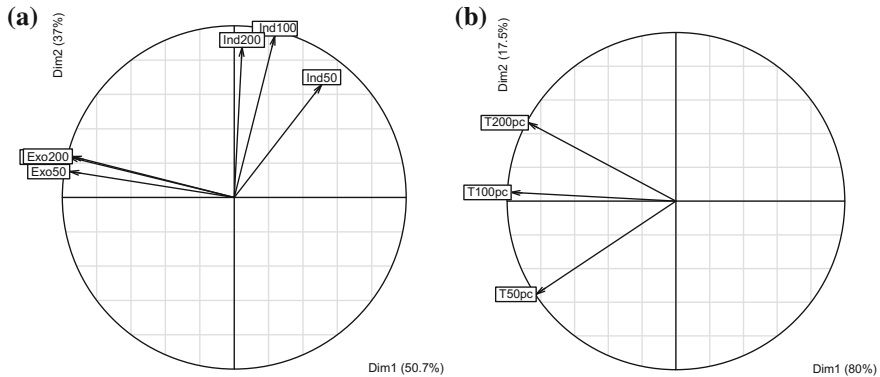 (a)
Dim2 (37%)
Ind100
Ind200
Ind50
Exo200
Exo50
Dim1 (50.7%)
(b)
Dim2 (17.5%)
T200pc
T100pc
T50pc
Dim1 (80%)